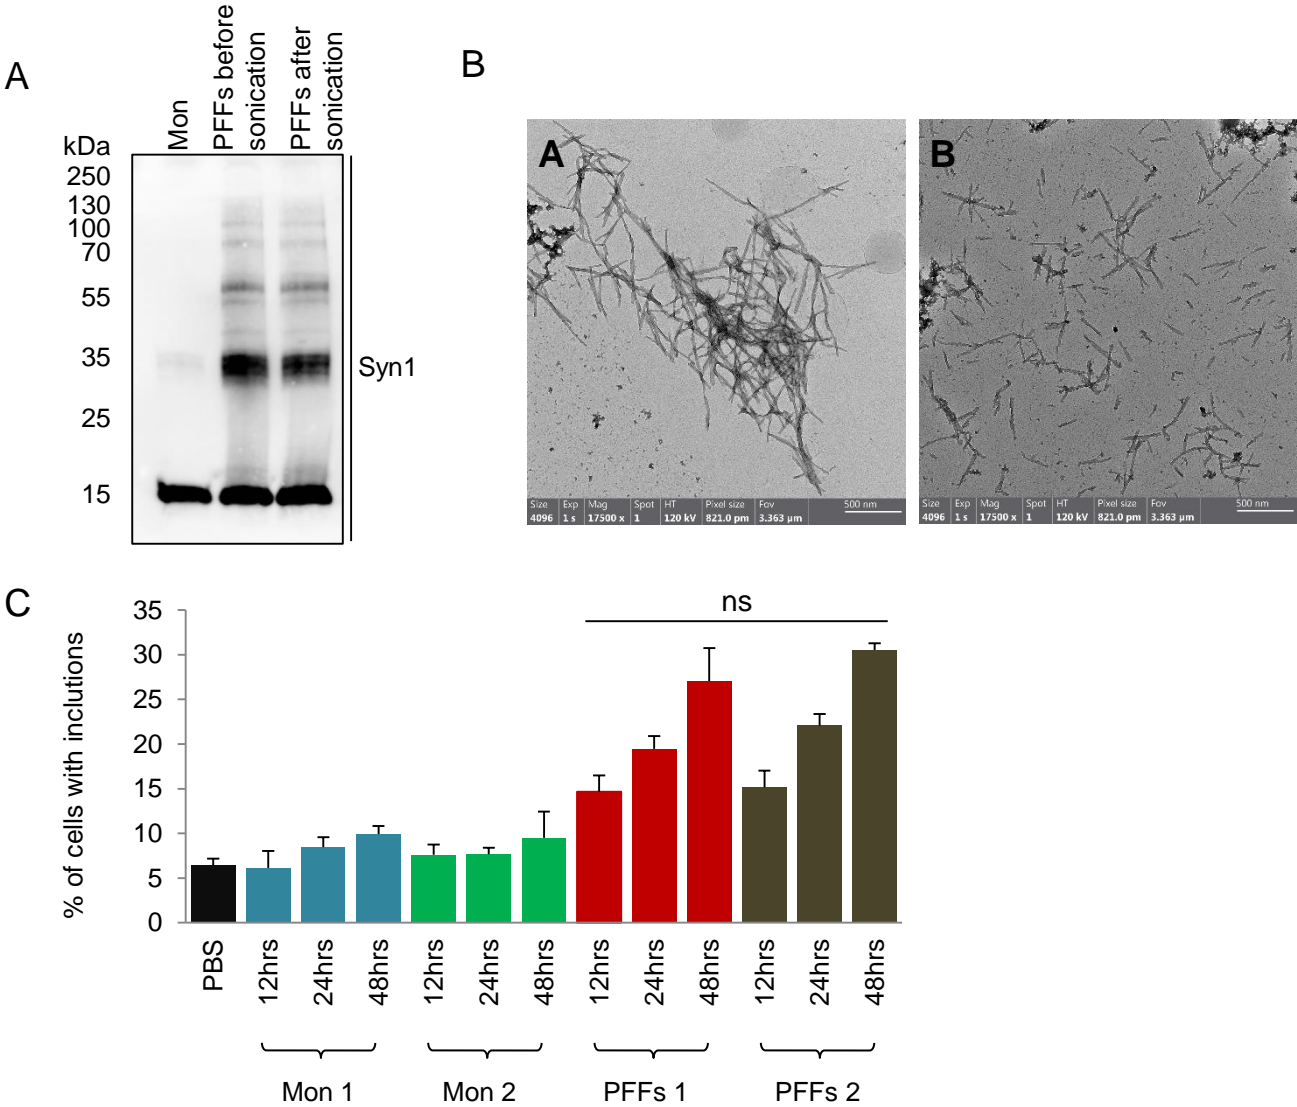 A
Mon
PFFs before
sonication
PFFs after
sonication
kDa
250
130
100
70
55
35
25
15
Syn1
B
A
Size Exp Mag Spot HT Pixel size Fov
4096 1 s 17500 x 1 120 kV 821.0 pm 3.363 µm
500 nm
B
Size Exp Mag Spot HT Pixel size Fov
4096 1 s 17500 x 1 120 kV 821.0 pm 3.363 µm
500 nm
C
% of cells with inclutions
35
30
25
20
15
10
5
0
ns
PBS
12hrs
24hrs
48hrs
12hrs
24hrs
48hrs
12hrs
24hrs
48hrs
12hrs
24hrs
48hrs
Mon 1
Mon 2
PFFs 1
PFFs 2